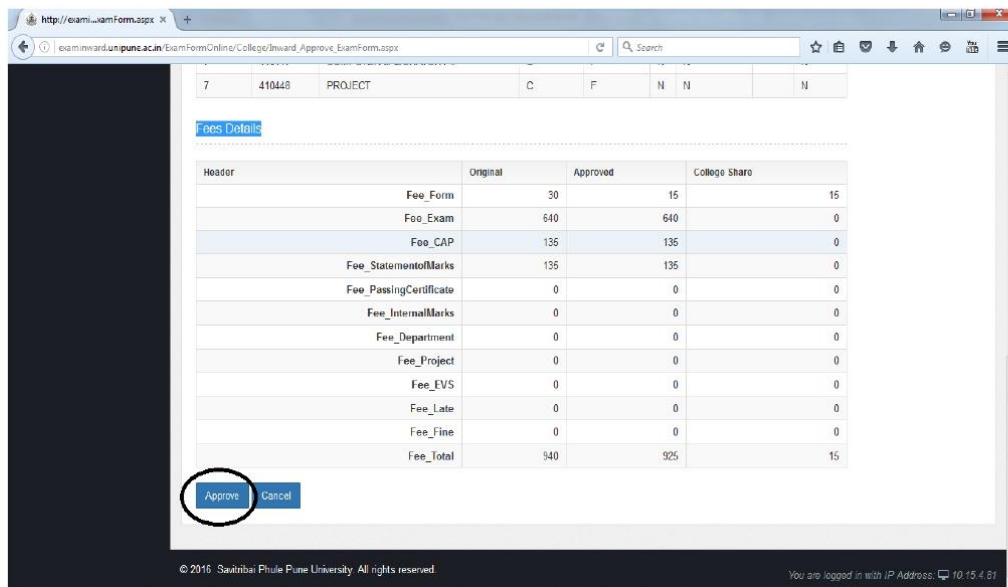 http://exami...xamForm.aspx × +
examinward.unipune.ac.in/ExamFormOnline/College/Inward_Approve_ExamForm.aspx Search
7 410448 PROJECT C F N N N
Fees Details
Header Original Approved College Share
Fee_Form 30 15 15
Fee_Exam 640 640 0
Fee_CAP 135 135 0
Fee_StatementofMarks 135 135 0
Fee_PassingCertificate 0 0 0
Fee_InternalMarks 0 0 0
Fee_Department 0 0 0
Fee_Project 0 0 0
Fee_EVS 0 0 0
Fee_Late 0 0 0
Fee_Fine 0 0 0
Fee_Total 940 925 15
Approve Cancel
© 2016 Savitribai Phule Pune University. All rights reserved.
You are logged in with IP Address: 10.15.4.81